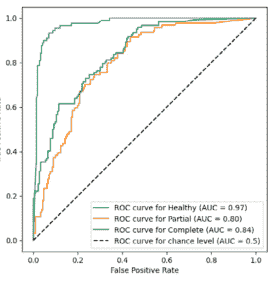 1.0
0.8
0.6
0.4
0.2
0.0
ROC curve for Healthy (AUC = 0.97)
ROC curve for Partial (AUC = 0.80)
ROC curve for Complete (AUC = 0.84)
ROC curve for chance level (AUC = 0.5)
0.0 0.2 0.4 0.6 0.8 1.0
False Positive Rate